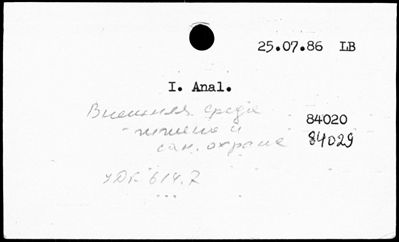 25.07.86 LB
I. Anal.
Внешняя среда
84020
гигиена и
сан. охрана
84029
УДК 614.7
...